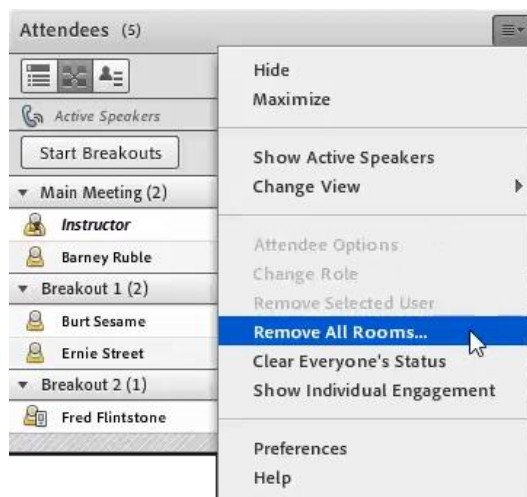 Attendees (5)
Active Speakers
Start Breakouts
Main Meeting (2)
Instructor
Barney Ruble
Breakout 1 (2)
Burt Sesame
Ernie Street
Breakout 2 (1)
Fred Flintstone
Hide
Maximize
Show Active Speakers
Change View
Attendee Options
Change Role
Remove Selected User
Remove All Rooms...
Clear Everyone's Status
Show Individual Engagement
Preferences
Help